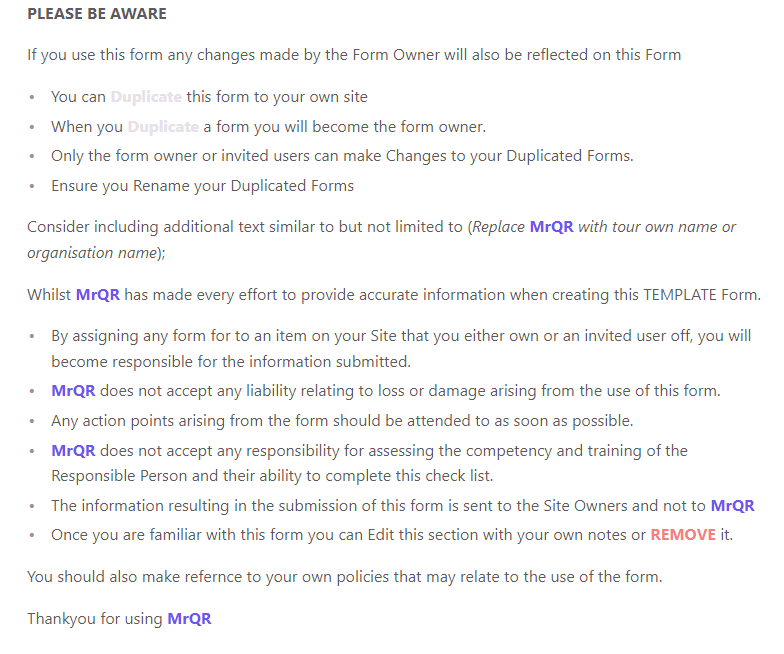 PLEASE BE AWARE
If you use this form any changes made by the Form Owner will also be reflected on this Form
• You can Duplicate this form to your own site
• When you Duplicate a form you will become the form owner.
• Only the form owner or invited users can make Changes to your Duplicated Forms.
• Ensure you Rename your Duplicated Forms
Consider including additional text similar to but not limited to (Replace MrQR with tour own name or
organisation name);
Whilst MrQR has made every effort to provide accurate information when creating this TEMPLATE Form.
• By assigning any form for to an item on your Site that you either own or an invited user off, you will
become responsible for the information submitted.
• MrQR does not accept any liability relating to loss or damage arising from the use of this form.
• Any action points arising from the form should be attended to as soon as possible.
• MrQR does not accept any responsibility for assessing the competency and training of the
Responsible Person and their ability to complete this check list.
• The information resulting in the submission of this form is sent to the Site Owners and not to MrQR
• Once you are familiar with this form you can Edit this section with your own notes or REMOVE it.
You should also make refernce to your own policies that may relate to the use of the form.
Thankyou for using MrQR